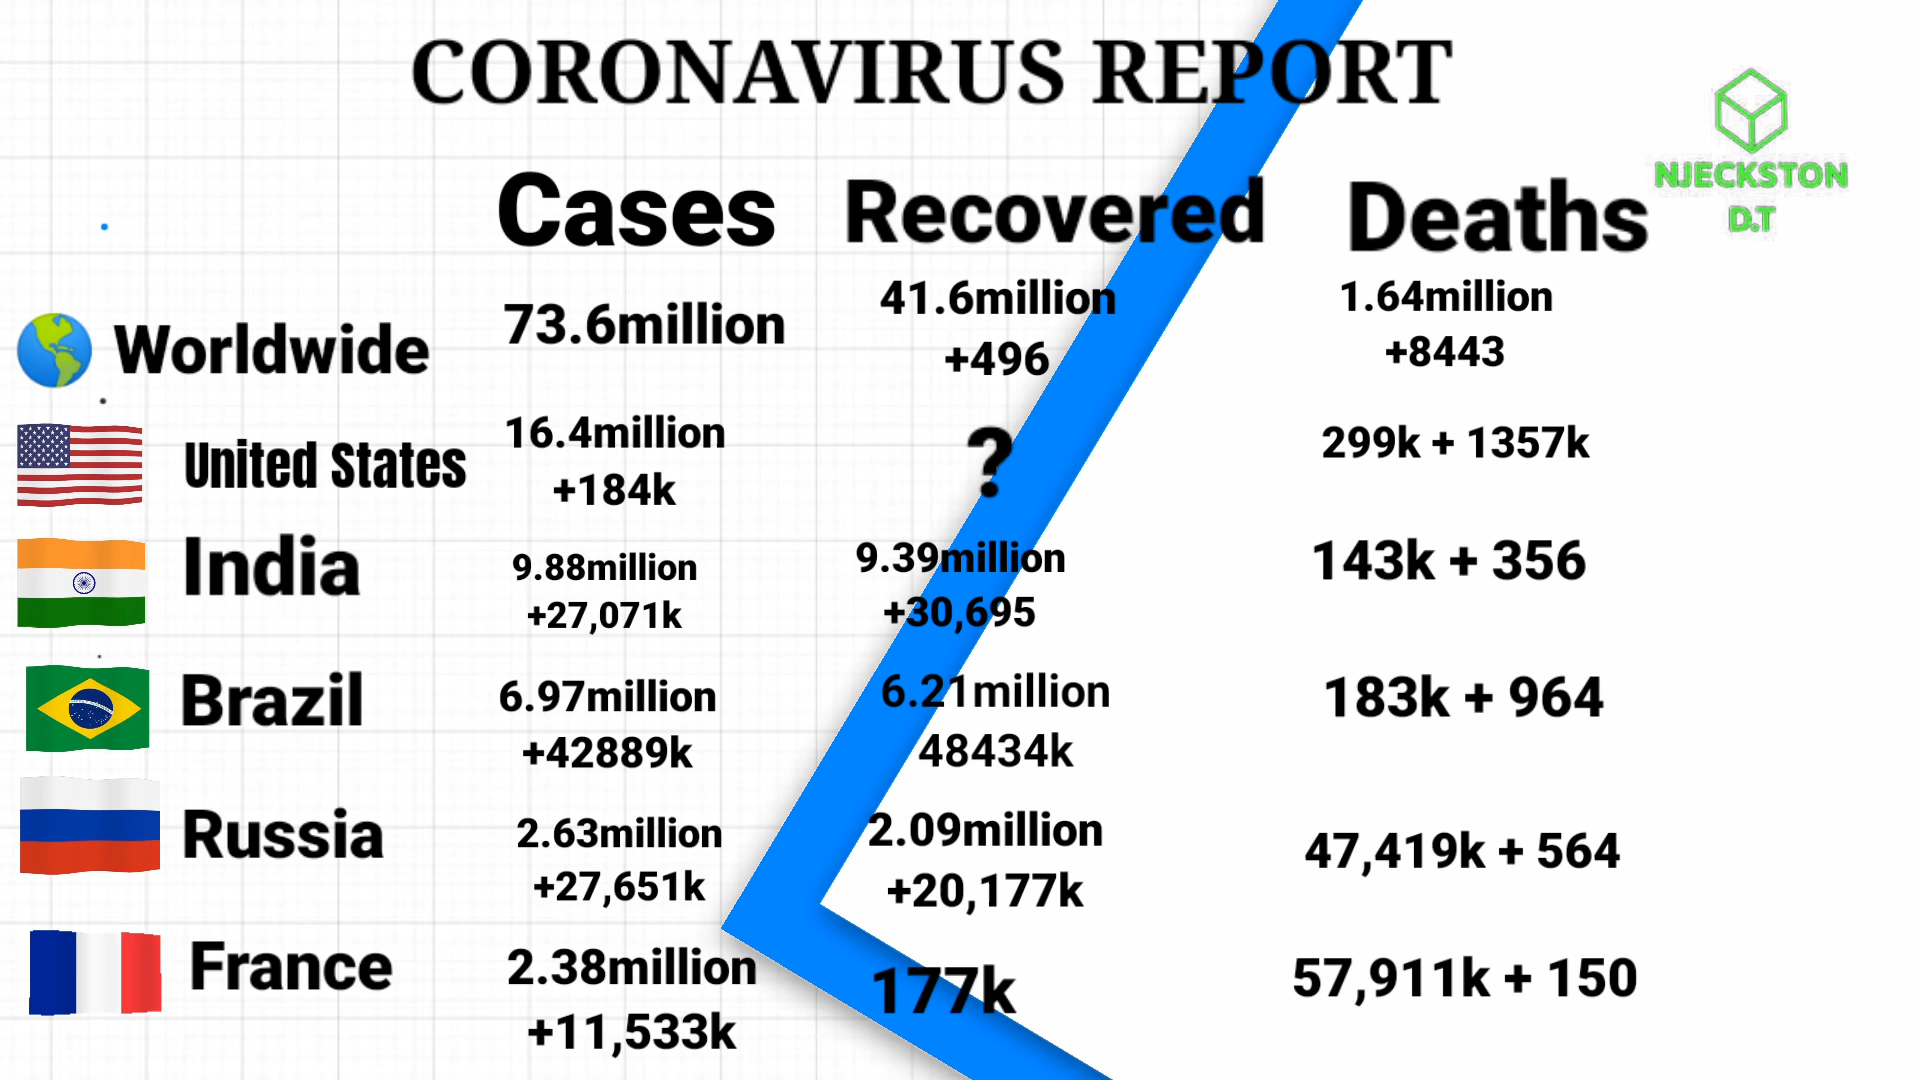 CORONAVIRUS REPORT
NJECKSTON
D.T
Cases Recovered Deaths
Worldwide 73.6million 41.6million 1.64million
+496 +8443
United States 16.4million ? 299k + 1357k
+184k
India 9.88million 9.39million 143k + 356
+27,071k +30,695
Brazil 6.97million 6.21million 183k + 964
+42889k 48434k
Russia 2.63million 2.09million 47,419k + 564
+27,651k +20,177k
France 2.38million 177k 57,911k + 150
+11,533k